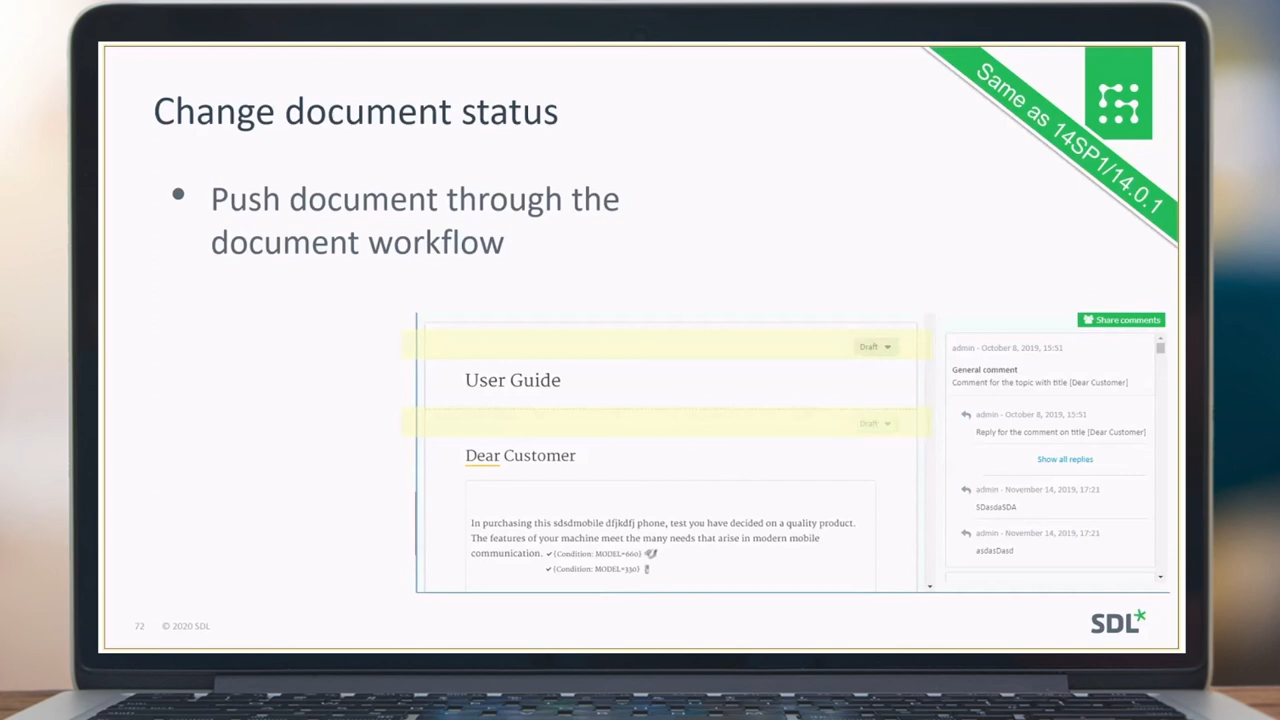 Change document status
Same as 14SP1/14.0.1
• Push document through the
document workflow
Share comments
Draft
User Guide
Draft
Dear Customer
In purchasing this sdsdmobile dfjkdfj phone, test you have decided on a quality product.
The features of your machine meet the many needs that arise in modern mobile
communication. ✔ (Condition: MODEL=660)
✔ (Condition: MODEL=330)
admin - October 8, 2019, 15:51
General comment
Comment for the topic with title [Dear Customer]
admin - October 8, 2019, 15:51
Reply for the comment on title [Dear Customer]
Show all replies
admin - November 14, 2019, 17:21
SDasdaSDA
admin - November 14, 2019, 17:21
asdasDasd
72 © 2020 SDL
SDL*